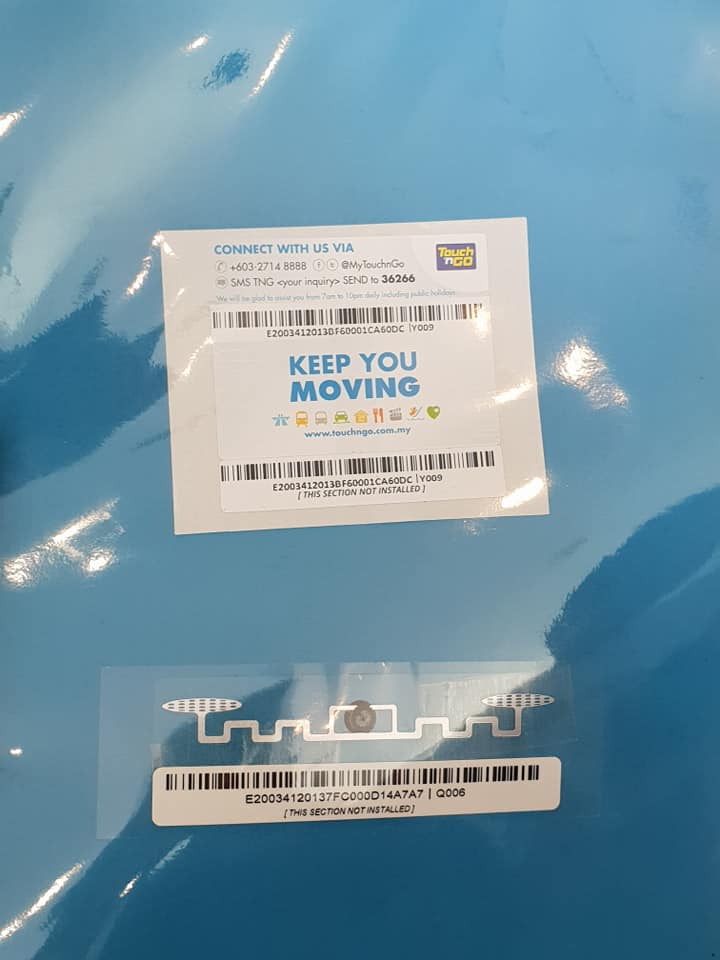 CONNECT WITH US VIA
Touch 'n GO
+603-2714 8888 @MyTouchnGo
SMS TNG <your inquiry> SEND to 36266
We will be glad to assist you from 7am to 10pm daily including public holidays
E2003412013BF60001CA60DC |Y009
KEEP YOU
MOVING
www.touchngo.com.my
E2003412013BF60001CA60DC |Y009
[ THIS SECTION NOT INSTALLED ]
E20034120137FC000D14A7A7 | Q006
[ THIS SECTION NOT INSTALLED ]